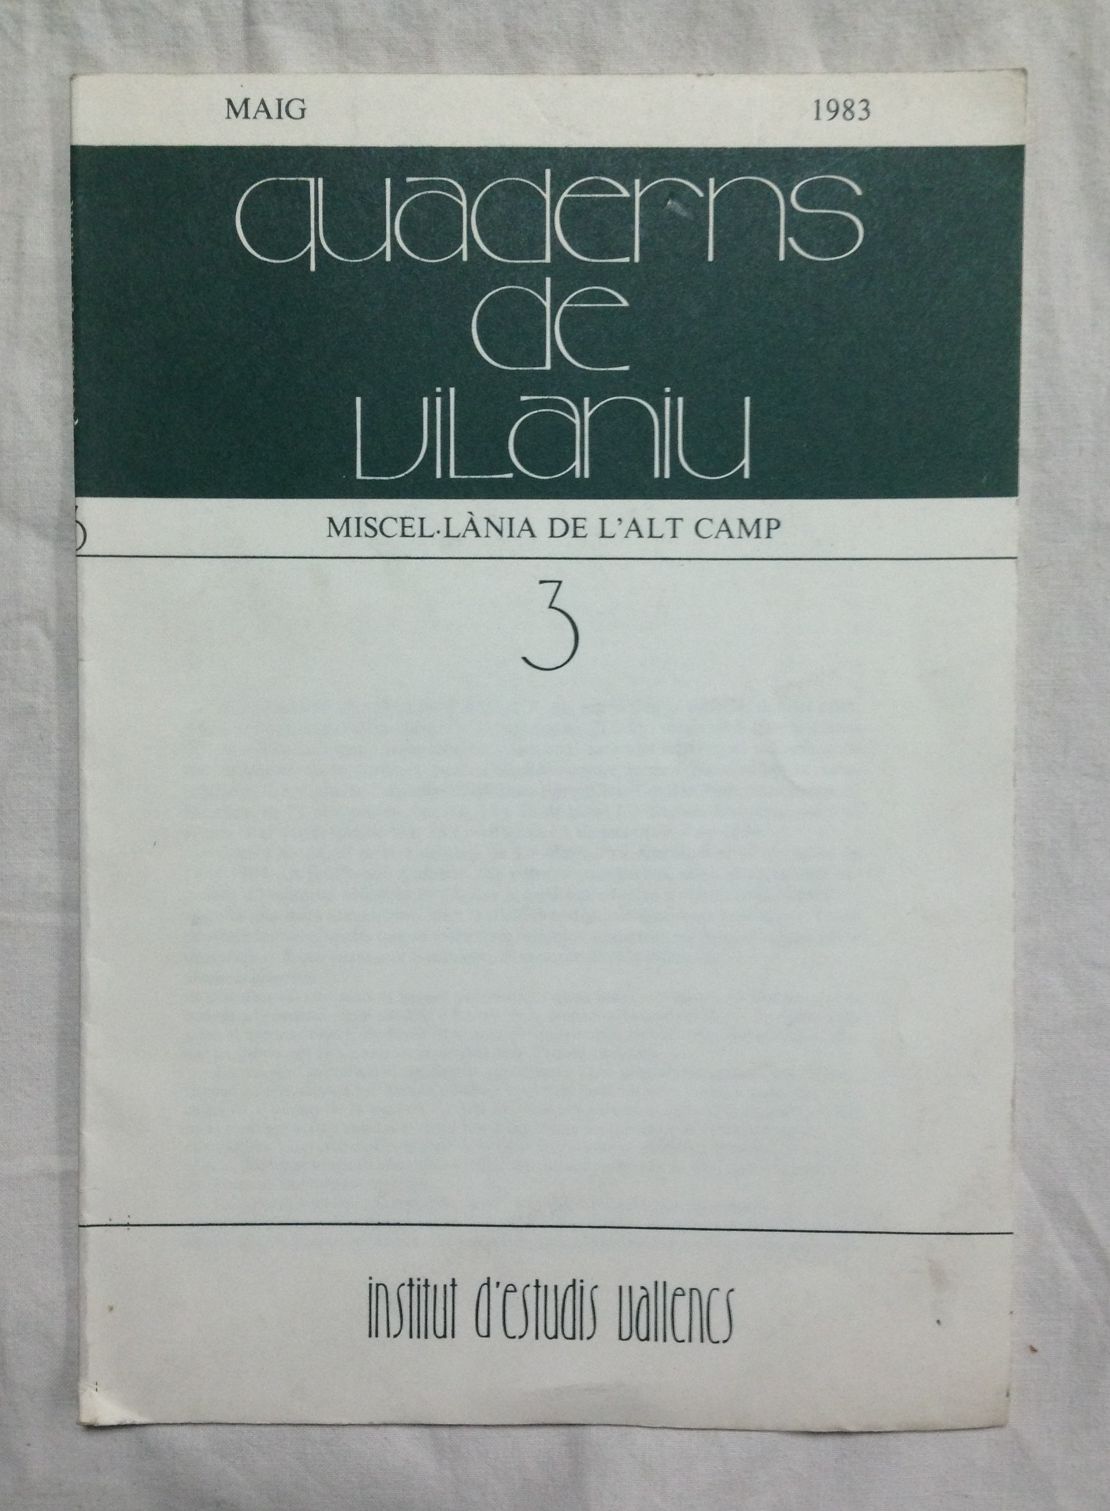 MAIG 1983
quaderns
de
vilaniu
MISCEL·LÀNIA DE L'ALT CAMP
3
institut d'estudis vallencs